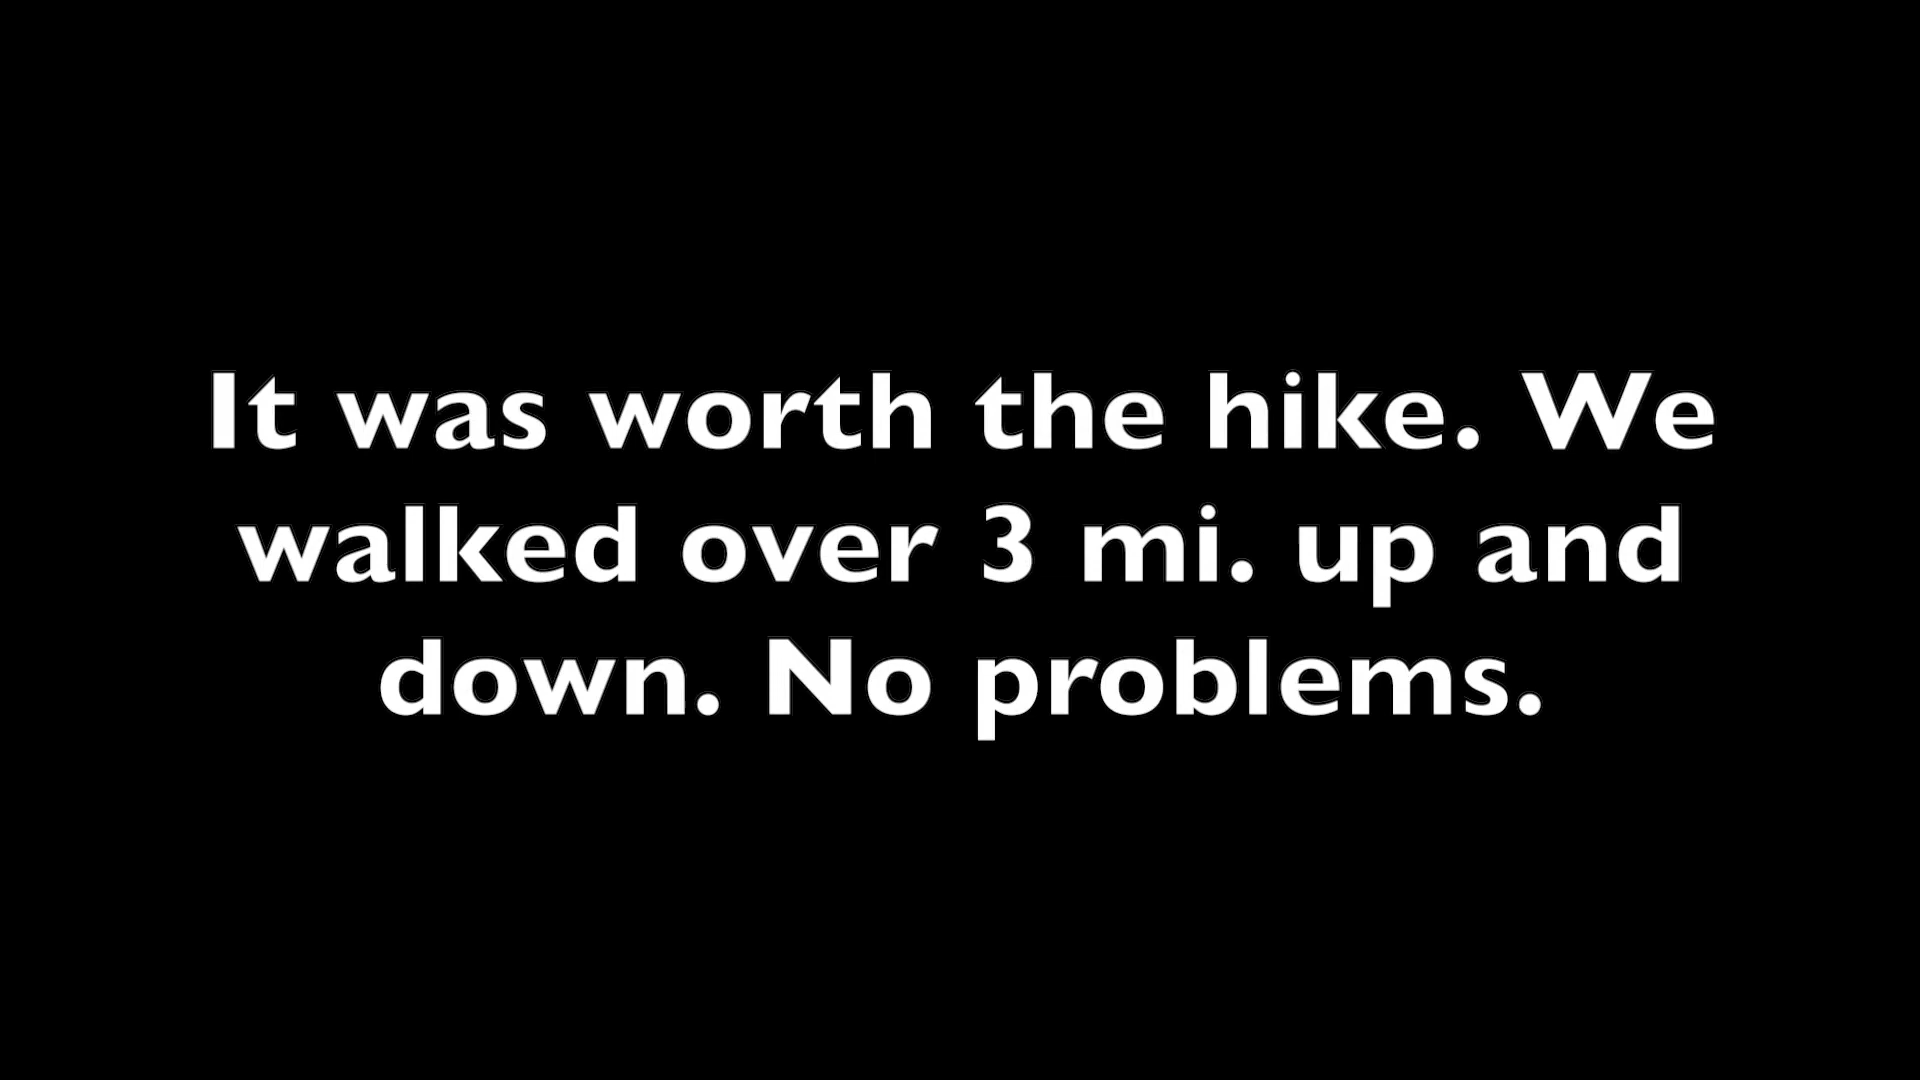 It was worth the hike. We
walked over 3 mi. up and
down. No problems.